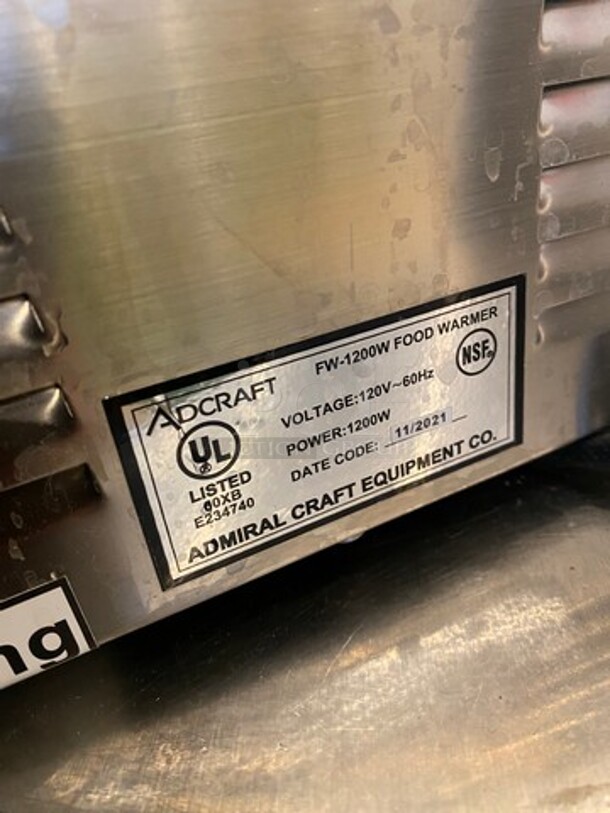 ADCRAFT
FW-1200W FOOD WARMER
VOLTAGE:120V~60Hz
POWER:1200W
DATE CODE: 11/2021
UL
LISTED
60XB
E234740
NSF
ADMIRAL CRAFT EQUIPMENT CO.
ng